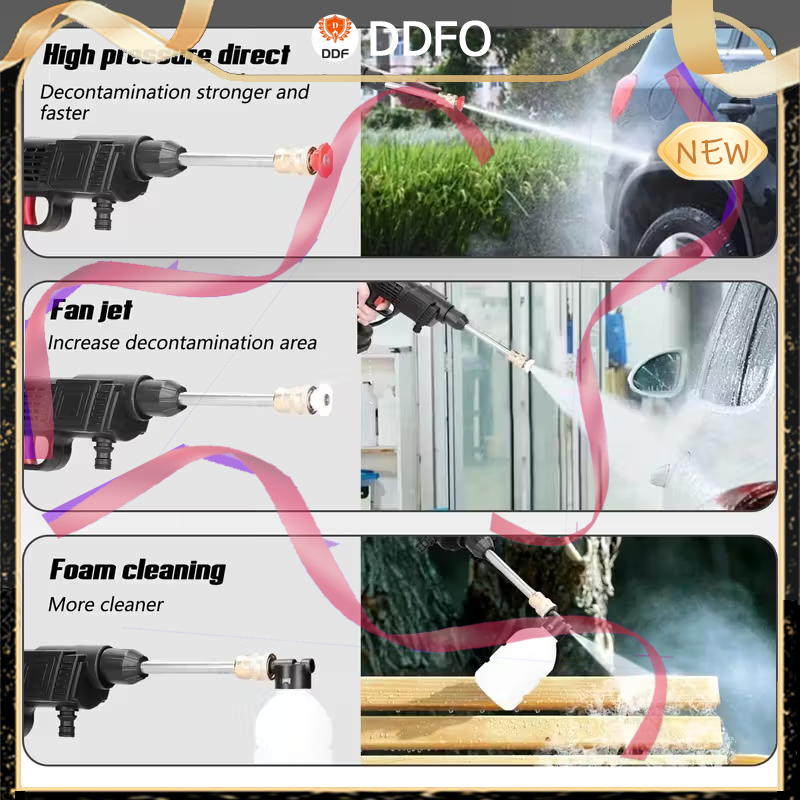 DDF
DDFO
High pressure direct
Decontamination stronger and
faster
NEW
Fan jet
Increase decontamination area
Foam cleaning
More cleaner